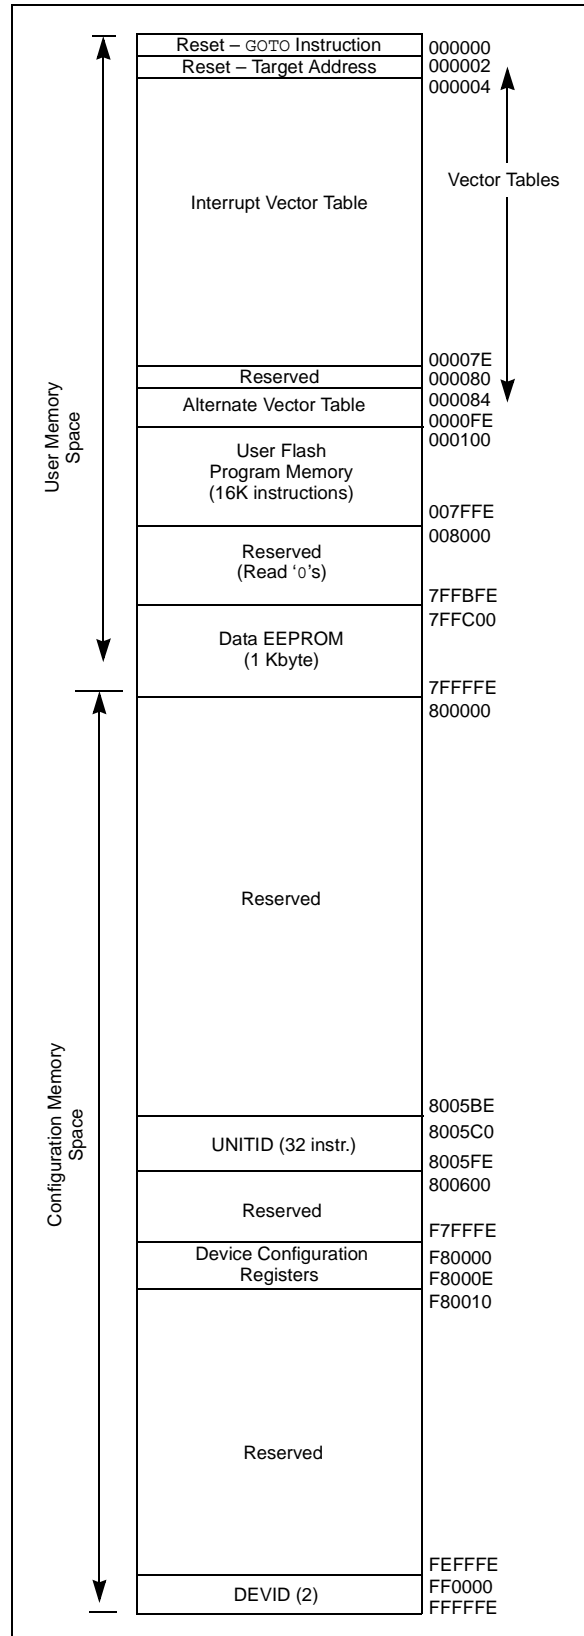 Reset – GOTO Instruction 000000
Reset – Target Address 000002
000004
Vector Tables
Interrupt Vector Table
00007E
Reserved 000080
Alternate Vector Table 000084
0000FE
000100
User Memory
Space
User Flash
Program Memory
(16K instructions)
007FFE
008000
Reserved
(Read ‘0’s)
7FFBFE
7FFC00
Data EEPROM
(1 Kbyte)
7FFFFE
800000
Reserved
Configuration Memory
Space
8005BE
UNITID (32 instr.) 8005C0
8005FE
800600
Reserved
F7FFFE
Device Configuration
Registers
F80000
F8000E
F80010
Reserved
FEFFFE
DEVID (2) FF0000
FFFFFE